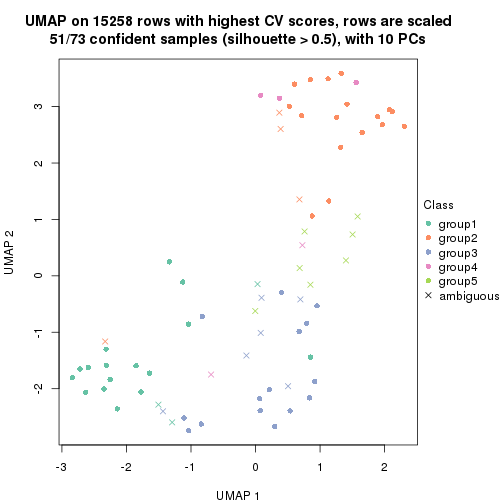 UMAP on 15258 rows with highest CV scores, rows are scaled
51/73 confident samples (silhouette > 0.5), with 10 PCs
UMAP 2
3
2
1
0
-1
-2
-3
-2
-1
0
1
2
UMAP 1
Class
group1
group2
group3
group4
group5
ambiguous